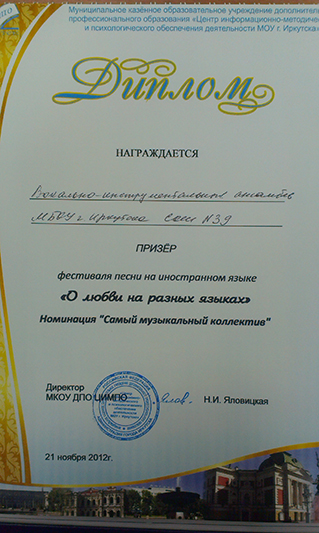 Муниципальное казённое образовательное учреждение дополнительно
профессионального образования «Центр информационно-методичес
и психологического обеспечения деятельности МОУ г. Иркутска»
Диплом
НАГРАЖДАЕТСЯ
Вокально-инструментальный ансамбль
МБОУ г. Иркутска СОШ №39
ПРИЗЁР
фестиваля песни на иностранном языке
«О любви на разных языках»
Номинация "Самый музыкальный коллектив"
Директор
МКОУ ДПО ЦИМПО
Н.И. Яловицкая
21 ноября 2012г.